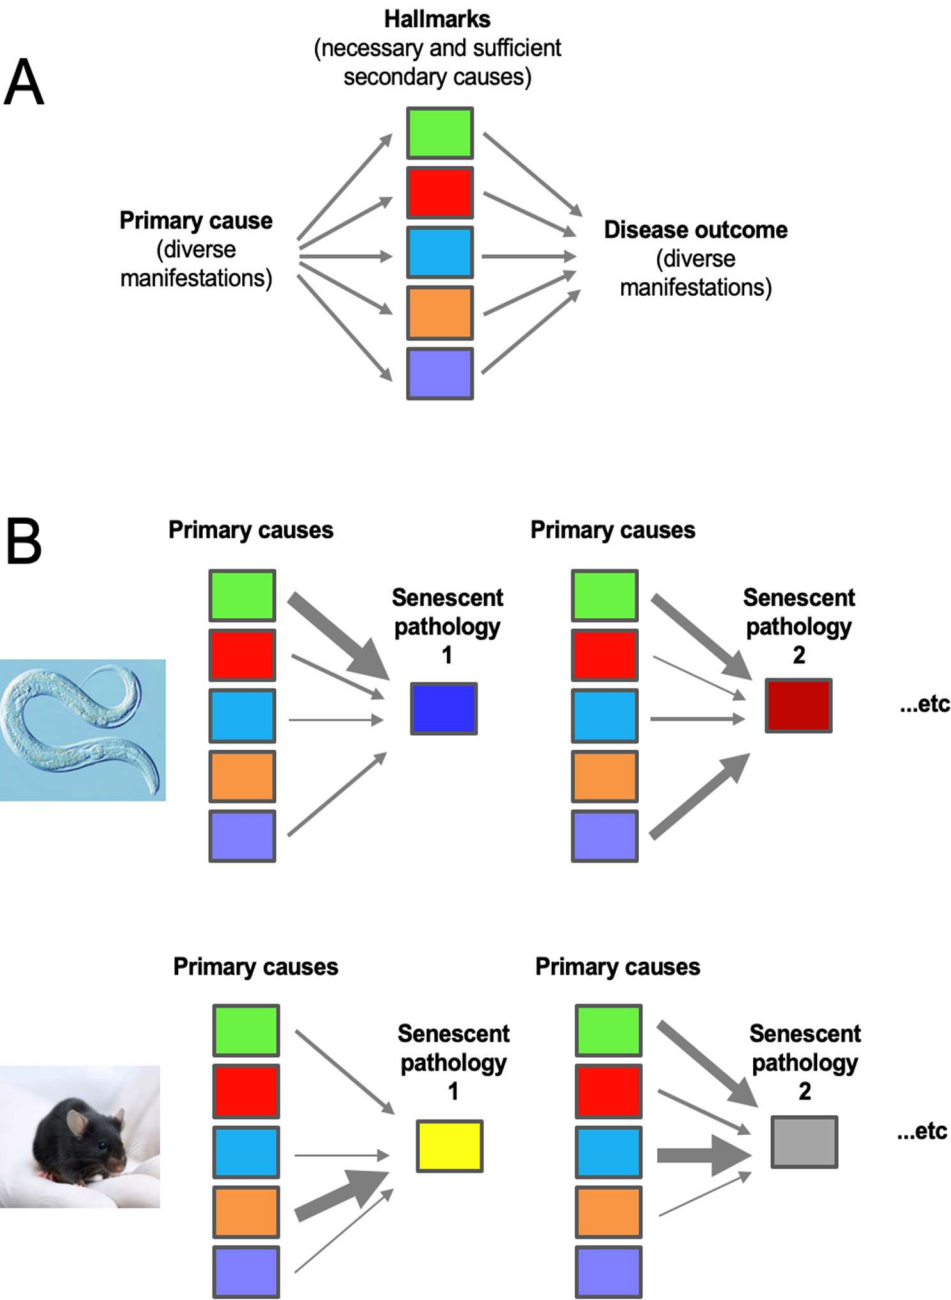 A
Hallmarks
(necessary and sufficient
secondary causes)
Primary cause
(diverse
manifestations)
Disease outcome
(diverse
manifestations)
B
Primary causes
Senescent
pathology
1
Primary causes
Senescent
pathology
2
...etc
Primary causes
Senescent
pathology
1
Primary causes
Senescent
pathology
2
...etc